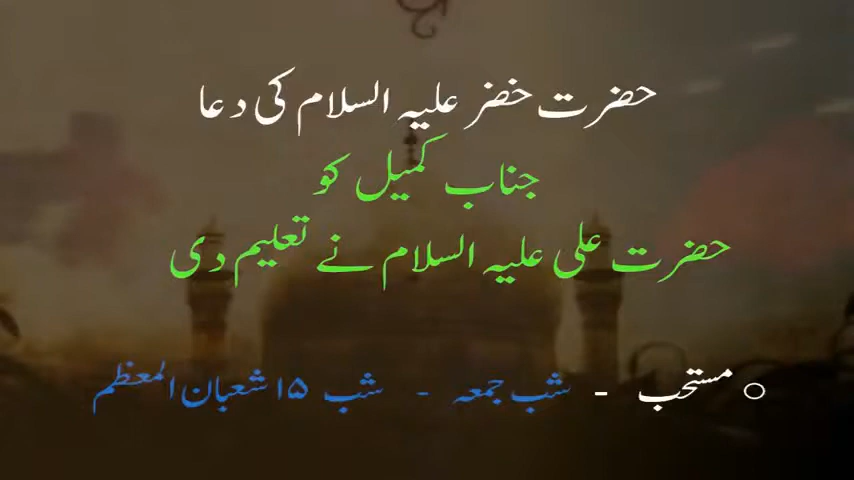 حضرت خضر علیہ السلام کی دعا
جناب کمیل کو
حضرت علی علیہ السلام نے تعلیم دی
○ مستحب - شب جمعہ - شب ۱۵ شعبان المعظم